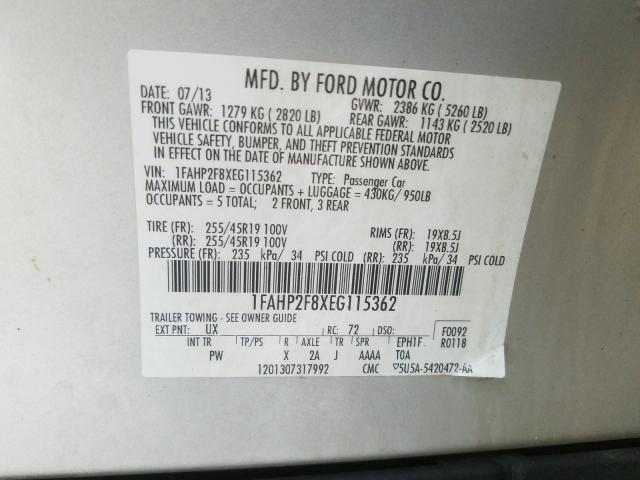 MFD. BY FORD MOTOR CO.
DATE: 07/13 GVWR: 2386 KG ( 5260 LB)
FRONT GAWR: 1279 KG ( 2820 LB) REAR GAWR: 1143 KG ( 2520 LB)
THIS VEHICLE CONFORMS TO ALL APPLICABLE FEDERAL MOTOR
VEHICLE SAFETY, BUMPER, AND THEFT PREVENTION STANDARDS
IN EFFECT ON THE DATE OF MANUFACTURE SHOWN ABOVE.
VIN: 1FAHP2F8XEG115362 TYPE: Passenger Car
MAXIMUM LOAD = OCCUPANTS + LUGGAGE = 430KG/ 950LB
OCCUPANTS = 5 TOTAL; 2 FRONT, 3 REAR
TIRE (FR): 255/45R19 100V RIMS (FR): 19X8.5J
(RR): 255/45R19 100V (RR): 19X8.5J
PRESSURE (FR): 235 kPa/ 34 PSI COLD (RR): 235 kPa/ 34 PSI COLD
1FAHP2F8XEG115362
TRAILER TOWING - SEE OWNER GUIDE
EXT PNT: UX RC: 72 DSO: F0092
INT TR TP/PS R AXLE TR SPR EPH1F R0118
PW X 2A J AAAA TOA
1201307317992 CMC 5U5A-5420472-AA